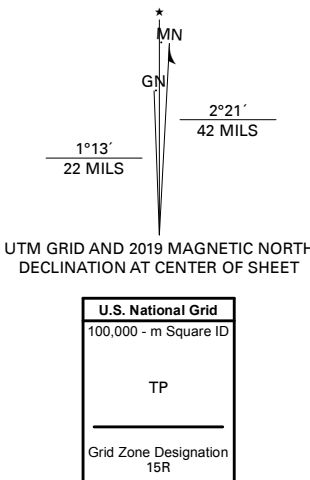 ★
MN
GN
2°21´
42 MILS
1°13´
22 MILS
UTM GRID AND 2019 MAGNETIC NORTH
DECLINATION AT CENTER OF SHEET
U.S. National Grid
100,000 - m Square ID
TP
Grid Zone Designation
15R